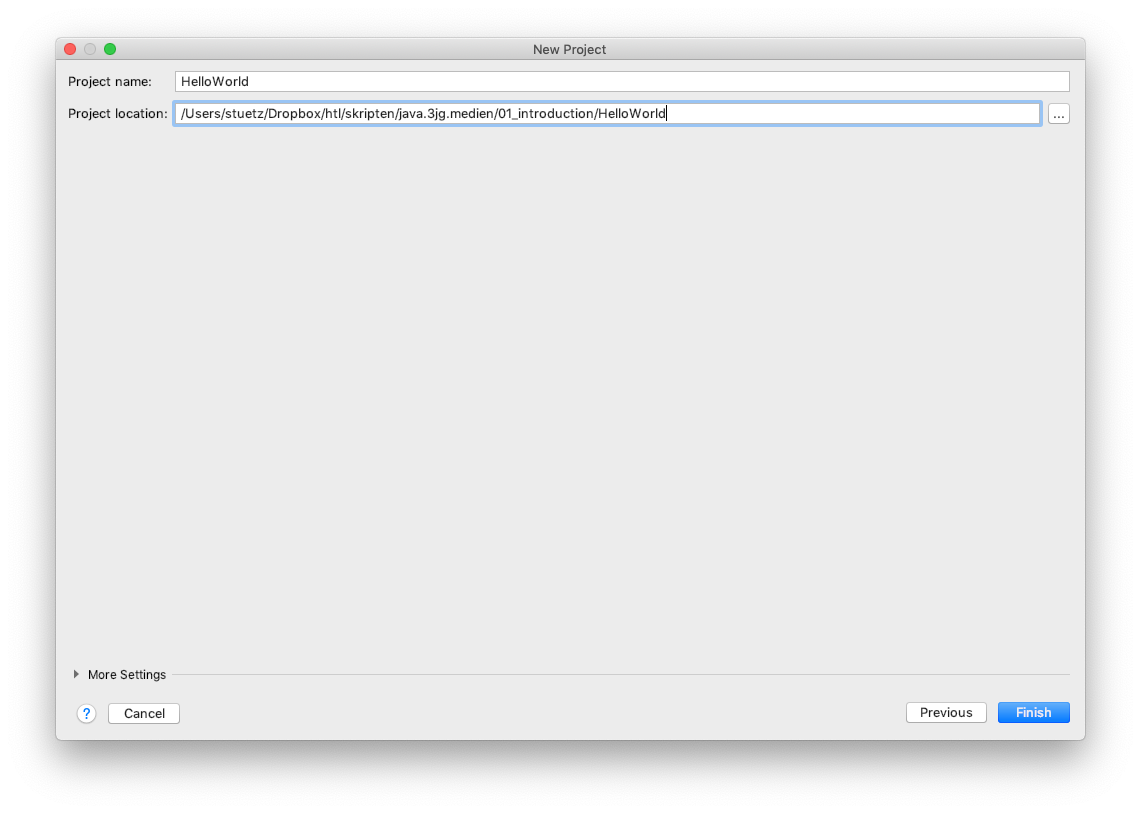 New Project
Project name: HelloWorld
Project location: /Users/stuetz/Dropbox/htl/skripten/java.3jg.medien/01_introduction/HelloWorld ...
More Settings
? Cancel Previous Finish